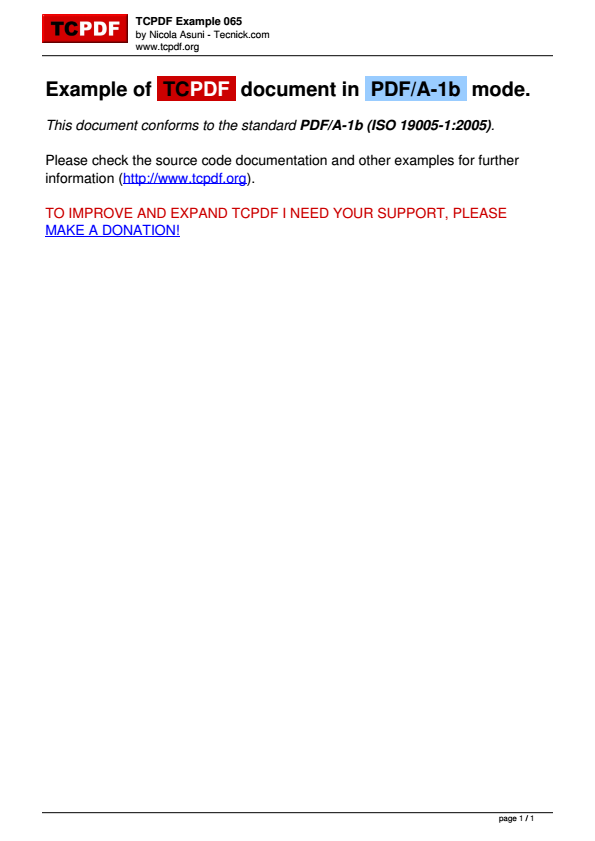 TCPDF
TCPDF Example 065
by Nicola Asuni - Tecnick.com
www.tcpdf.org
Example of TCPDF document in PDF/A-1b mode.
This document conforms to the standard PDF/A-1b (ISO 19005-1:2005).
Please check the source code documentation and other examples for further
information (http://www.tcpdf.org).
TO IMPROVE AND EXPAND TCPDF I NEED YOUR SUPPORT, PLEASE
MAKE A DONATION!
page 1 / 1